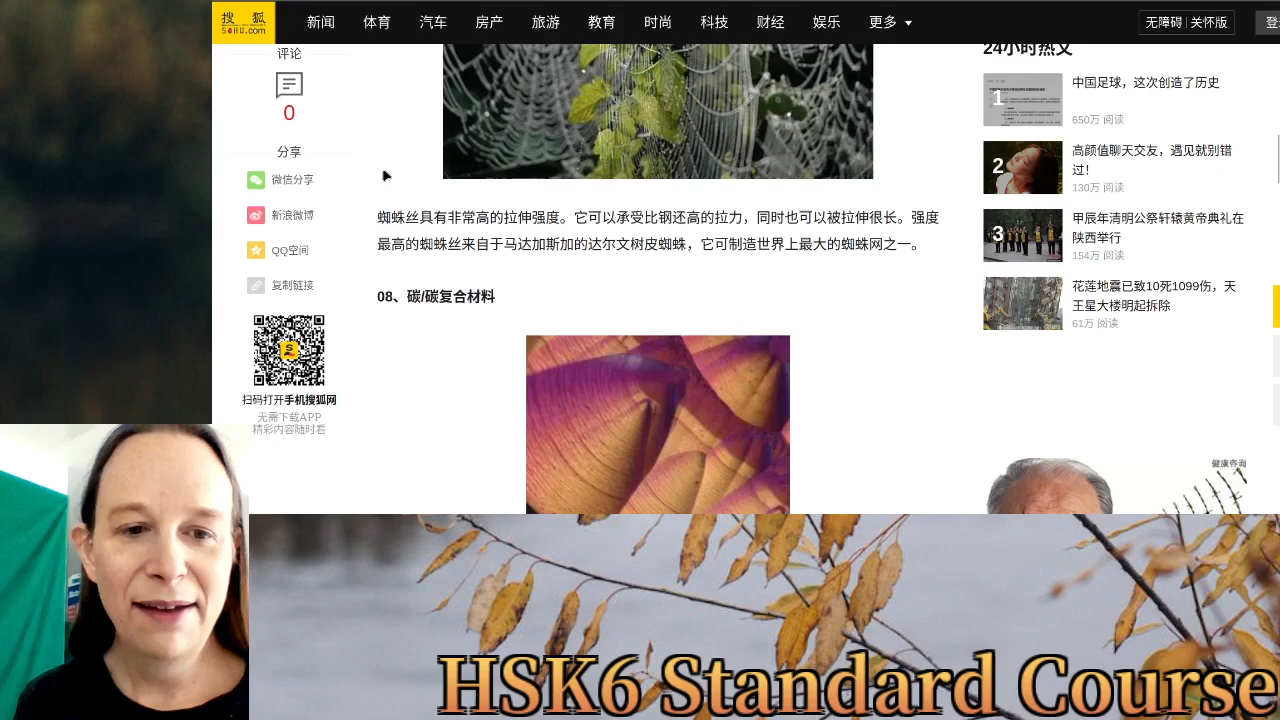 搜狐
SOHU.com
新闻 体育 汽车 房产 旅游 教育 时尚 科技 财经 娱乐 更多
无障碍 | 关怀版
登
评论
0
分享
微信分享
新浪微博
QQ空间
复制链接
扫码打开手机搜狐网
无需下载APP
精彩内容随时看
蜘蛛丝具有非常高的拉伸强度。它可以承受比钢还高的拉力，同时也可以被拉伸很长。强度
最高的蜘蛛丝来自于马达加斯加的达尔文树皮蜘蛛，它可制造世界上最大的蜘蛛网之一。
08、碳/碳复合材料
24小时热文
1
中国足球，这次创造了历史
650万 阅读
2
高颜值聊天交友，遇见就别错
过！
130万 阅读
3
甲辰年清明公祭轩辕黄帝典礼在
陕西举行
154万 阅读
花莲地震已致10死1099伤，天
王星大楼明起拆除
61万 阅读
健康咨询
HSK6 Standard Course